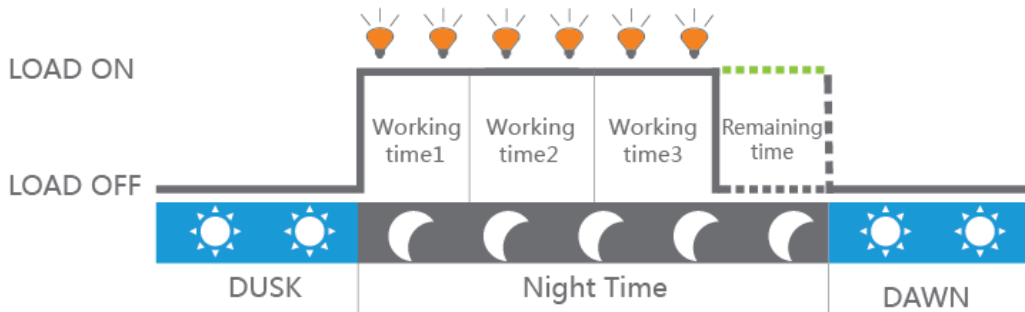 LOAD ON
Working
time1
Working
time2
Working
time3
Remaining
time
LOAD OFF
DUSK
Night Time
DAWN